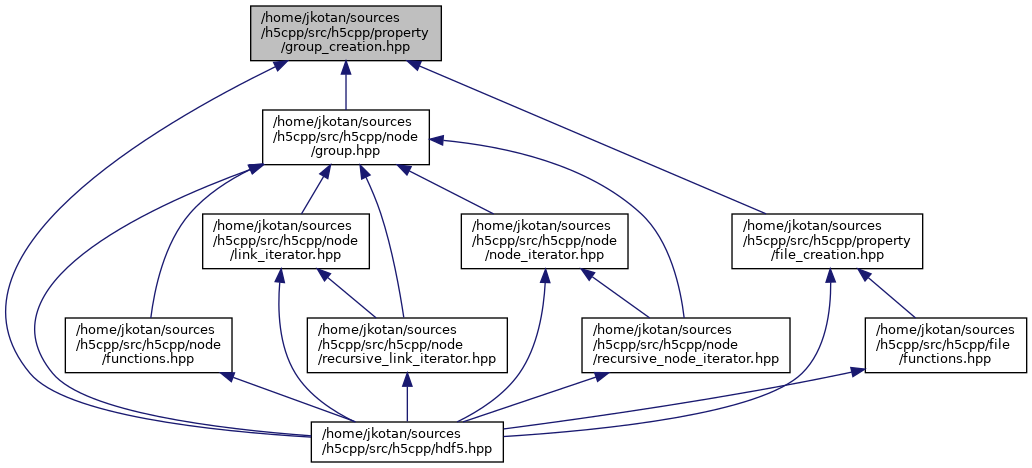 /home/jkotan/sources
/h5cpp/src/h5cpp/property
/group_creation.hpp
/home/jkotan/sources
/h5cpp/src/h5cpp/node
/group.hpp
/home/jkotan/sources
/h5cpp/src/h5cpp/node
/link_iterator.hpp
/home/jkotan/sources
/h5cpp/src/h5cpp/node
/node_iterator.hpp
/home/jkotan/sources
/h5cpp/src/h5cpp/property
/file_creation.hpp
/home/jkotan/sources
/h5cpp/src/h5cpp/node
/functions.hpp
/home/jkotan/sources
/h5cpp/src/h5cpp/node
/recursive_link_iterator.hpp
/home/jkotan/sources
/h5cpp/src/h5cpp/node
/recursive_node_iterator.hpp
/home/jkotan/sources
/h5cpp/src/h5cpp/file
/functions.hpp
/home/jkotan/sources
/h5cpp/src/h5cpp/hdf5.hpp